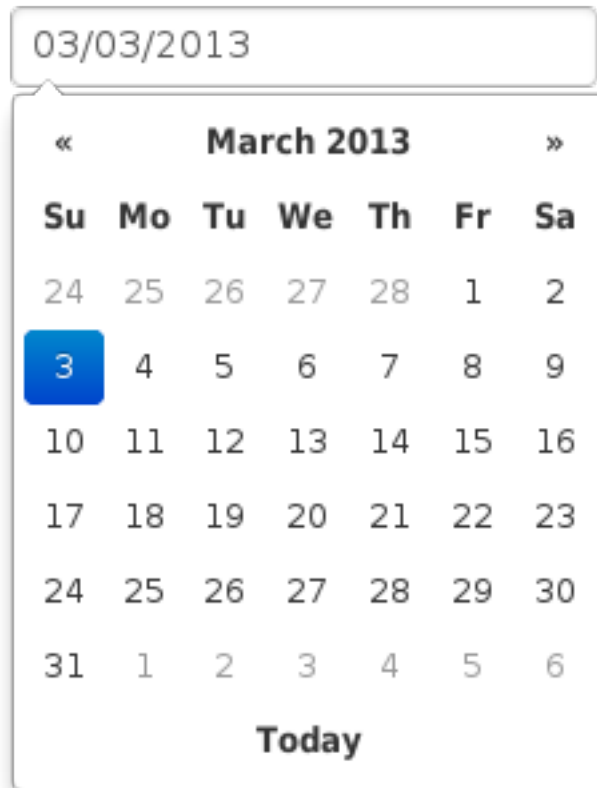 03/03/2013
« March 2013 »
Su Mo Tu We Th Fr Sa
24 25 26 27 28 1 2
3 4 5 6 7 8 9
10 11 12 13 14 15 16
17 18 19 20 21 22 23
24 25 26 27 28 29 30
31 1 2 3 4 5 6
Today